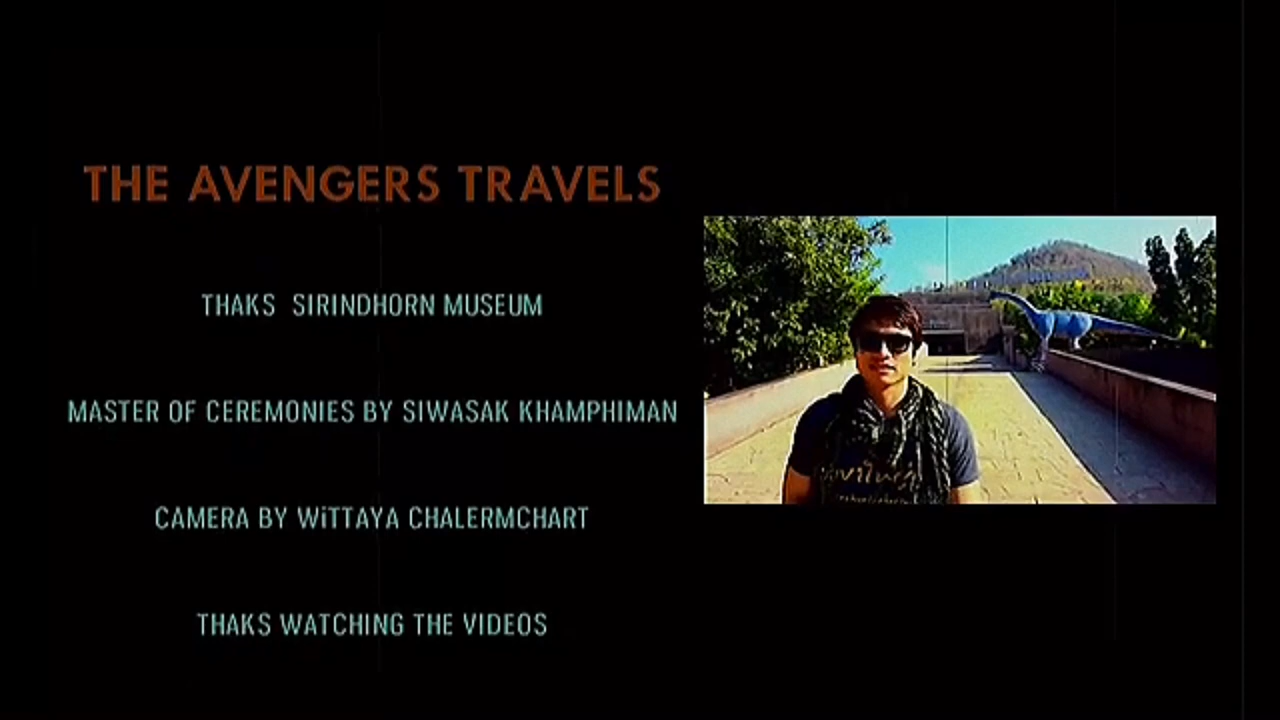 THE AVENGERS TRAVELS
THAKS SIRINDHORN MUSEUM
MASTER OF CEREMONIES BY SIWASAK KHAMPHIMAN
CAMERA BY WiTTAYA CHALERMCHART
THAKS WATCHING THE VIDEOS